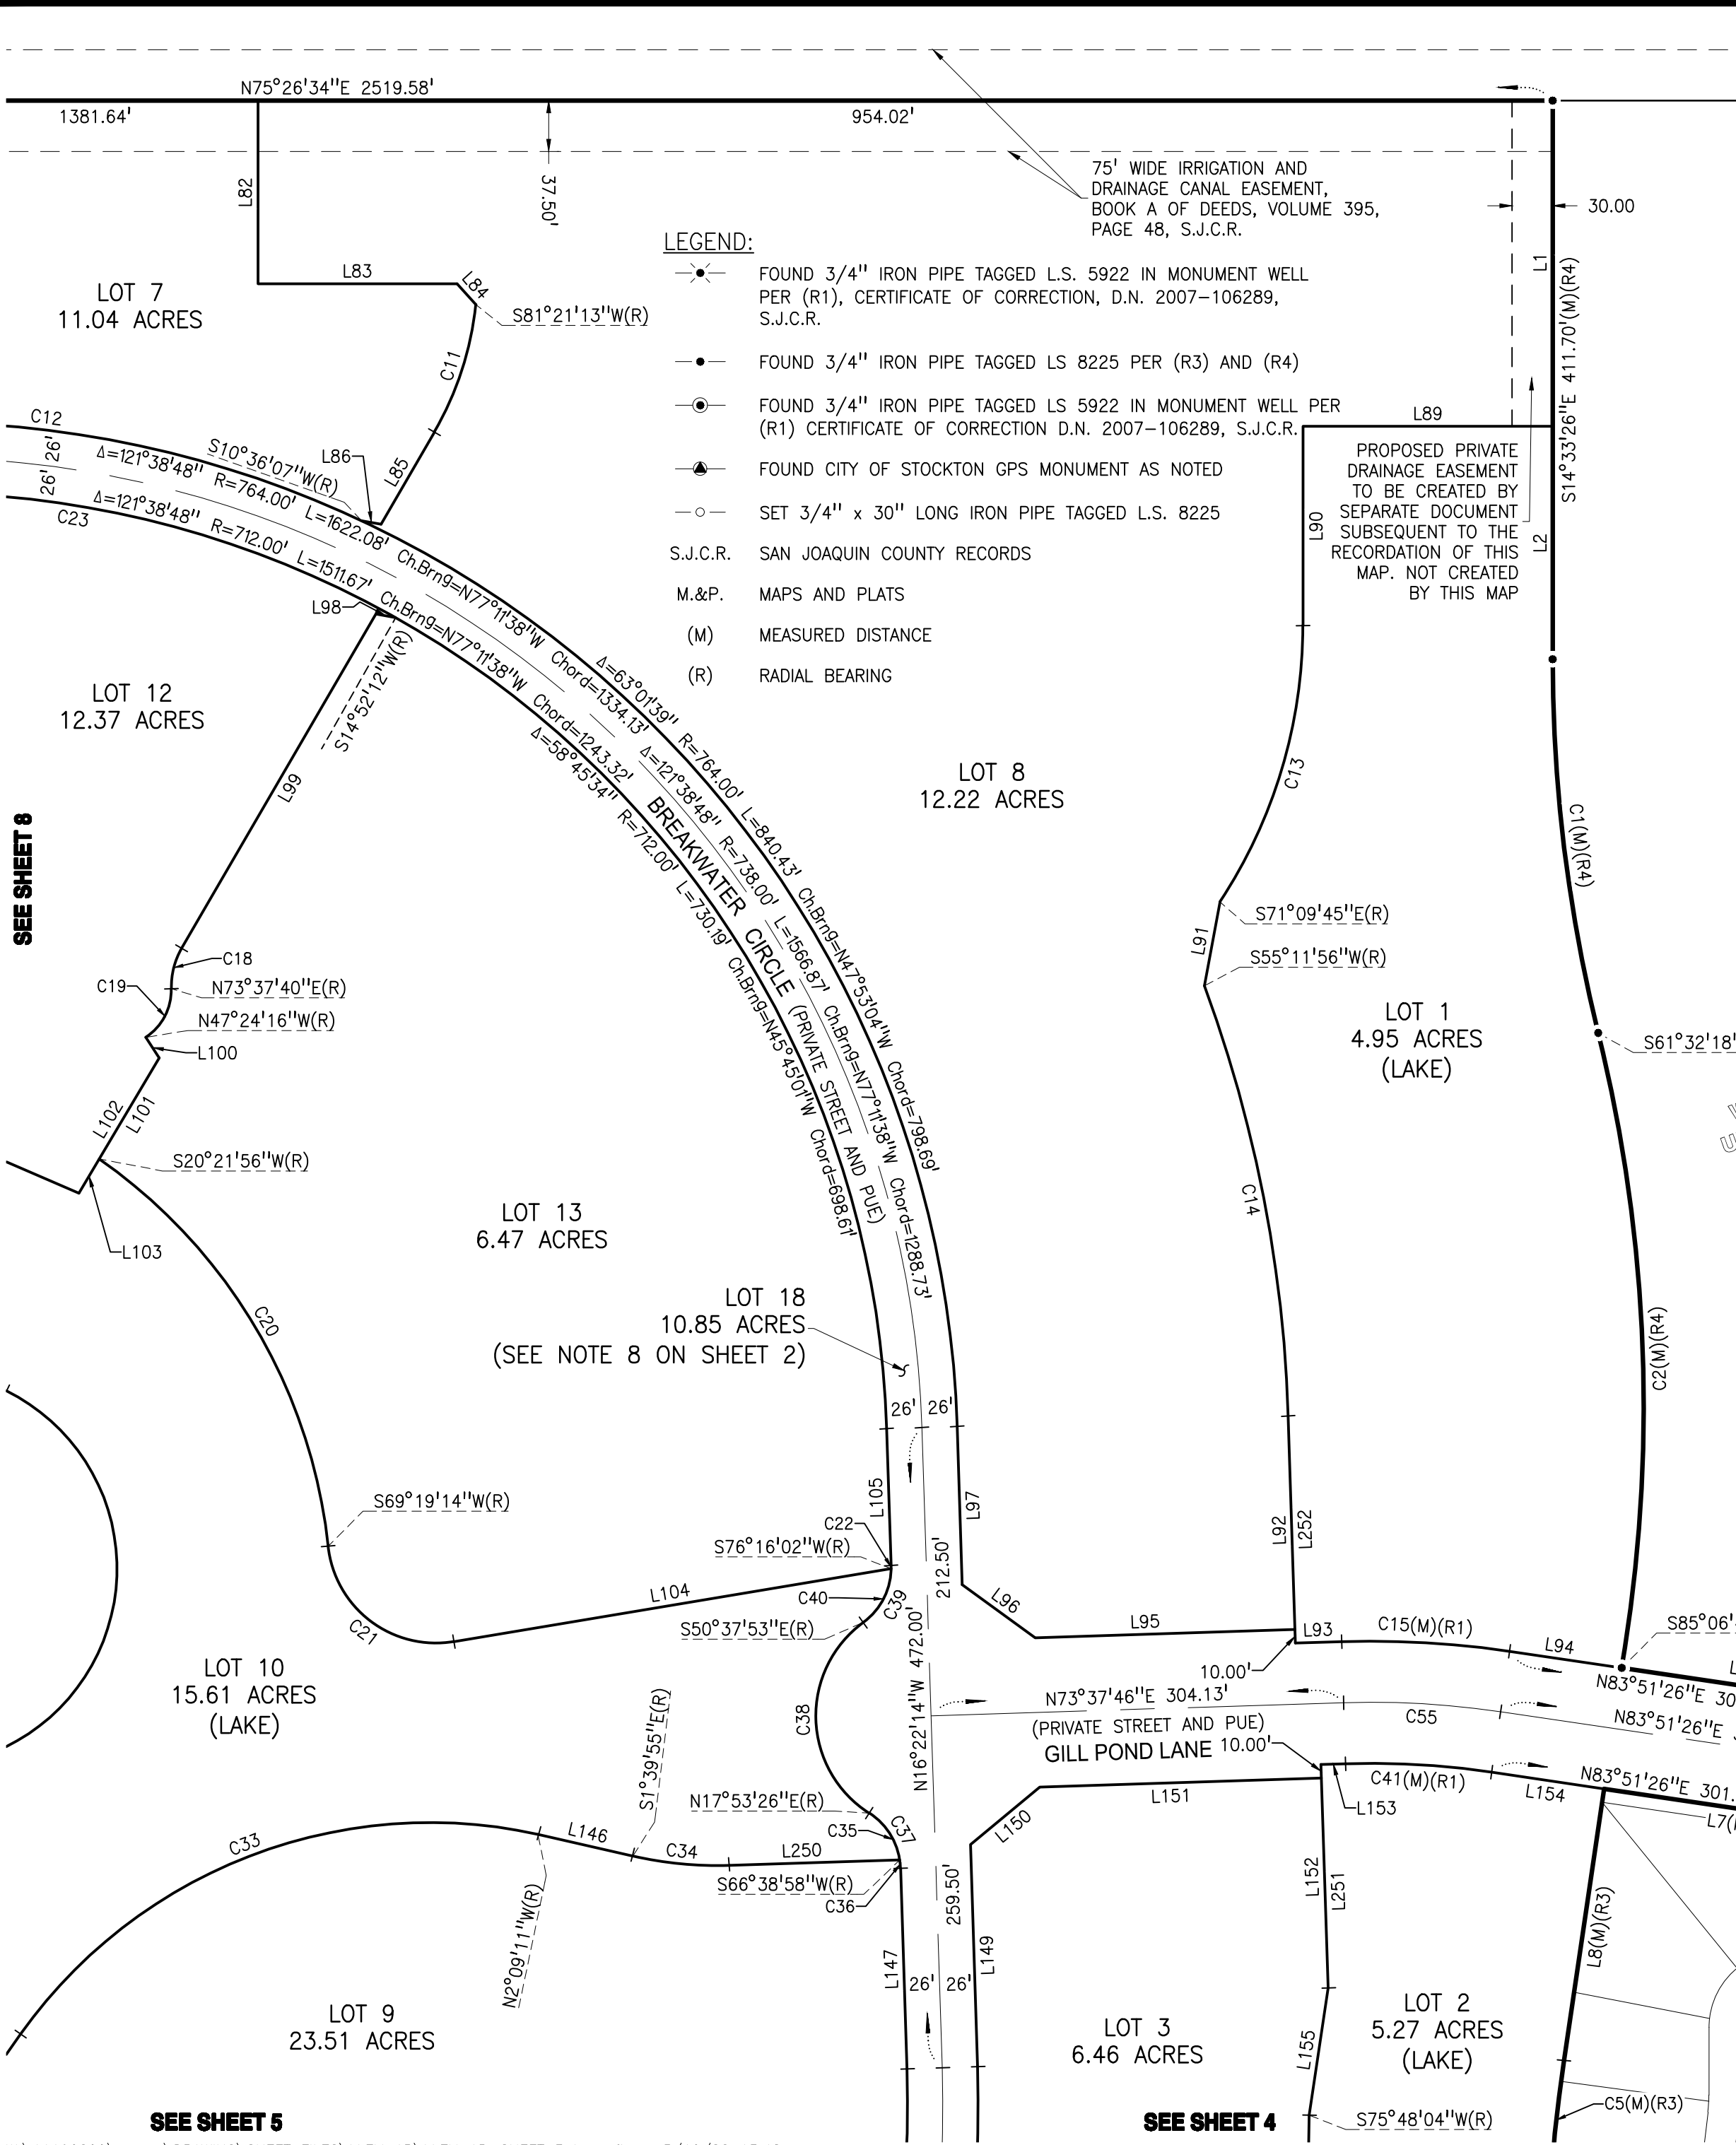 N75°26'34"E 2519.58'
1381.64'
954.02'
L82
37.50'
75' WIDE IRRIGATION AND
DRAINAGE CANAL EASEMENT,
BOOK A OF DEEDS, VOLUME 395,
PAGE 48, S.J.C.R.
30.00
L1
S14°33'26"E 411.70'(M)(R4)
LEGEND:
FOUND 3/4" IRON PIPE TAGGED L.S. 5922 IN MONUMENT WELL
PER (R1), CERTIFICATE OF CORRECTION, D.N. 2007-106289,
S.J.C.R.
FOUND 3/4" IRON PIPE TAGGED LS 8225 PER (R3) AND (R4)
FOUND 3/4" IRON PIPE TAGGED LS 5922 IN MONUMENT WELL PER
(R1) CERTIFICATE OF CORRECTION D.N. 2007-106289, S.J.C.R.
FOUND CITY OF STOCKTON GPS MONUMENT AS NOTED
SET 3/4" x 30" LONG IRON PIPE TAGGED L.S. 8225
S.J.C.R. SAN JOAQUIN COUNTY RECORDS
M.&P. MAPS AND PLATS
(M) MEASURED DISTANCE
(R) RADIAL BEARING
L83
L84
S81°21'13"W(R)
LOT 7
11.04 ACRES
C11
C12
26'
26'
C23
S10°36'07"W(R)
L86
L85
Δ=121°38'48" R=764.00' L=1622.08' Ch.Brng=N77°11'38"W Chord=1334.13'
Δ=121°38'48" R=712.00' L=1511.67' Ch.Brng=N77°11'38"W Chord=1243.32'
L98
S14°52'12"W(R)
L89
L90
PROPOSED PRIVATE
DRAINAGE EASEMENT
TO BE CREATED BY
SEPARATE DOCUMENT
SUBSEQUENT TO THE
RECORDATION OF THIS
MAP. NOT CREATED
BY THIS MAP
L2
LOT 12
12.37 ACRES
L99
SEE SHEET 8
Δ=63°01'39" R=764.00' L=840.43' Ch.Brng=N47°53'04"W Chord=798.69'
Δ=121°38'48" R=738.00' L=1566.87' Ch.Brng=N77°11'38"W Chord=1288.73'
BREAKWATER CIRCLE (PRIVATE STREET AND PUE)
Δ=58°45'34" R=712.00' L=730.19' Ch.Brng=N45°45'01"W Chord=698.61'
LOT 8
12.22 ACRES
C13
C1(M)(R4)
S71°09'45"E(R)
L91
S55°11'56"W(R)
LOT 1
4.95 ACRES
(LAKE)
S61°32'18"
C18
C19
N73°37'40"E(R)
N47°24'16"W(R)
L100
L102
L101
S20°21'56"W(R)
L103
C14
LOT 13
6.47 ACRES
C20
LOT 18
10.85 ACRES
(SEE NOTE 8 ON SHEET 2)
C2(M)(R4)
26' 26'
S69°19'14"W(R)
L105
L97
L92
L252
C22
S76°16'02"W(R)
212.50'
L104
C40
C39
S50°37'53"E(R)
C21
L96
L95
L93
C15(M)(R1)
L94
S85°06'
LOT 10
15.61 ACRES
(LAKE)
N16°22'14"W 472.00'
10.00'
N73°37'46"E 304.13'
(PRIVATE STREET AND PUE)
GILL POND LANE
10.00'
C55
N83°51'26"E 30
N83°51'26"E
C38
S1°39'55"E(R)
N17°53'26"E(R)
C35
C37
C33
L146
C34
L250
S66°38'58"W(R)
C36
N2°09'11"W(R)
L150
L151
C41(M)(R1)
L153
L154
N83°51'26"E 301.
L7(
L152
L251
L8(M)(R3)
259.50'
L147
L149
26' 26'
LOT 9
23.51 ACRES
LOT 3
6.46 ACRES
L155
LOT 2
5.27 ACRES
(LAKE)
C5(M)(R3)
S75°48'04"W(R)
SEE SHEET 5
SEE SHEET 4